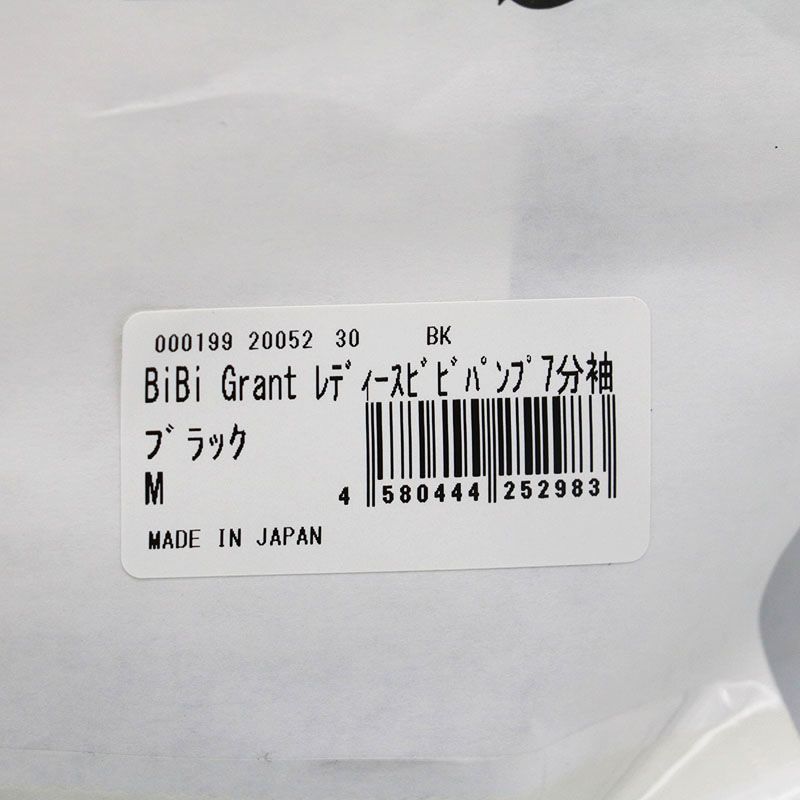 000199 20052 30 BK
BiBi Grant ﾚﾃﾞｨｰｽﾋﾞﾋﾞﾊﾟﾝﾌﾟ7分袖
ﾌﾞﾗｯｸ
M
4 580444 252983
MADE IN JAPAN